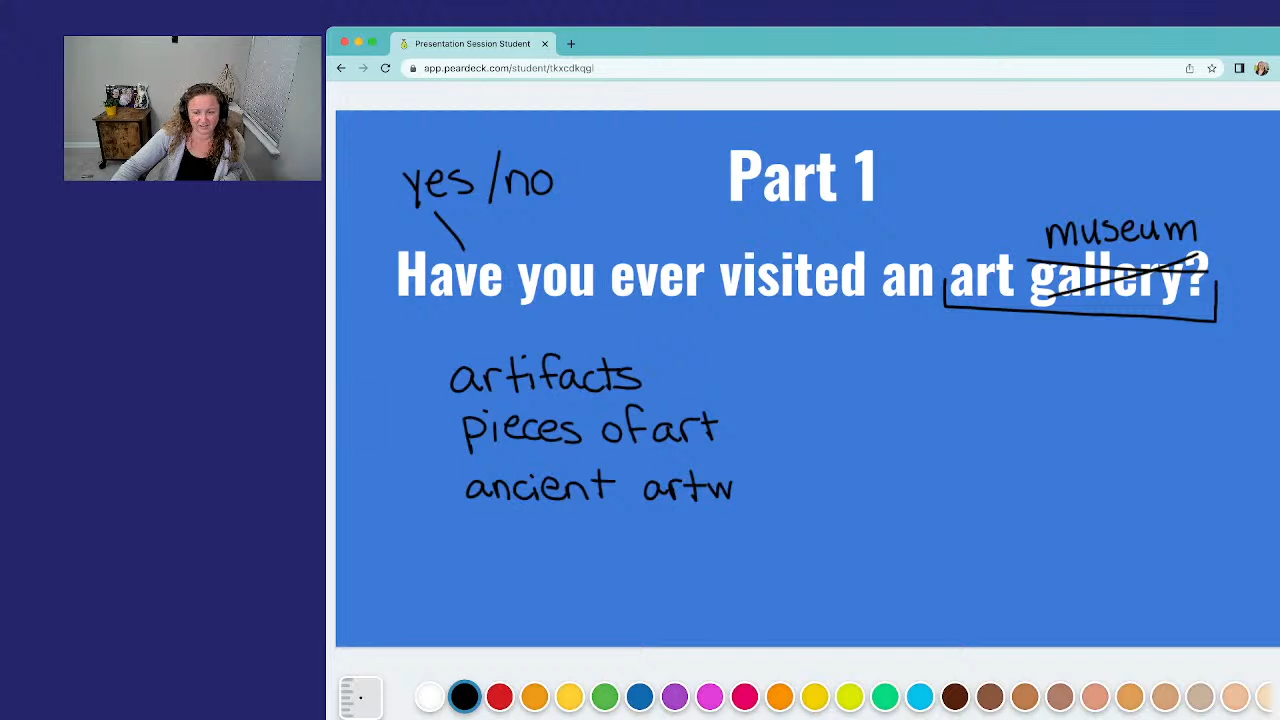 Presentation Session Student
app.peardeck.com/student/tkxcdkqgl
yes/no
Part 1
museum
Have you ever visited an art gallery?
artifacts
pieces of art
ancient artw